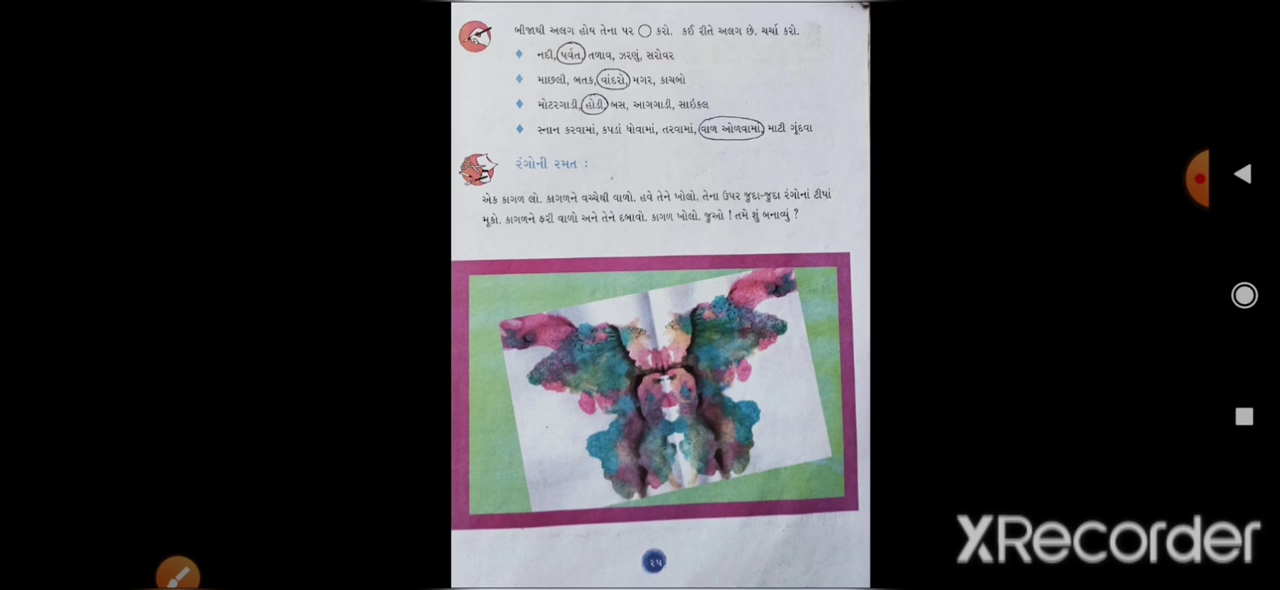 બીજાથી અલગ હોય તેના પર ◯ કરો. કઈ રીતે અલગ છે. ચર્ચા કરો.
નદી, પર્વત, તળાવ, ઝરણું, સરોવર
માછલી, બતક, વાંદરો, મગર, કાચબો
મોટરગાડી, હોડી, બસ, આગગાડી, સાઇકલ
સ્નાન કરવામાં, કપડાં ધોવામાં, તરવામાં, વાળ ઓળવામાં, માટી ગૂંદવા
રંગોની રમત :
એક કાગળ લો. કાગળને વચ્ચેથી વાળો. હવે તેને ખોલો. તેના ઉપર જુદા-જુદા રંગોનાં ટીપાં
મૂકો. કાગળને ફરી વાળો અને તેને દબાવો. કાગળ ખોલો. જુઓ ! તમે શું બનાવ્યું ?
૨૫
XRecorder